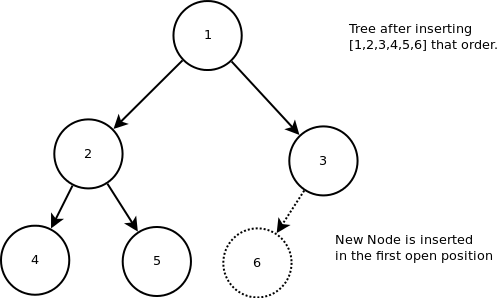 1
Tree after inserting
[1,2,3,4,5,6] that order.
2
3
4
5
6
New Node is inserted
in the first open position